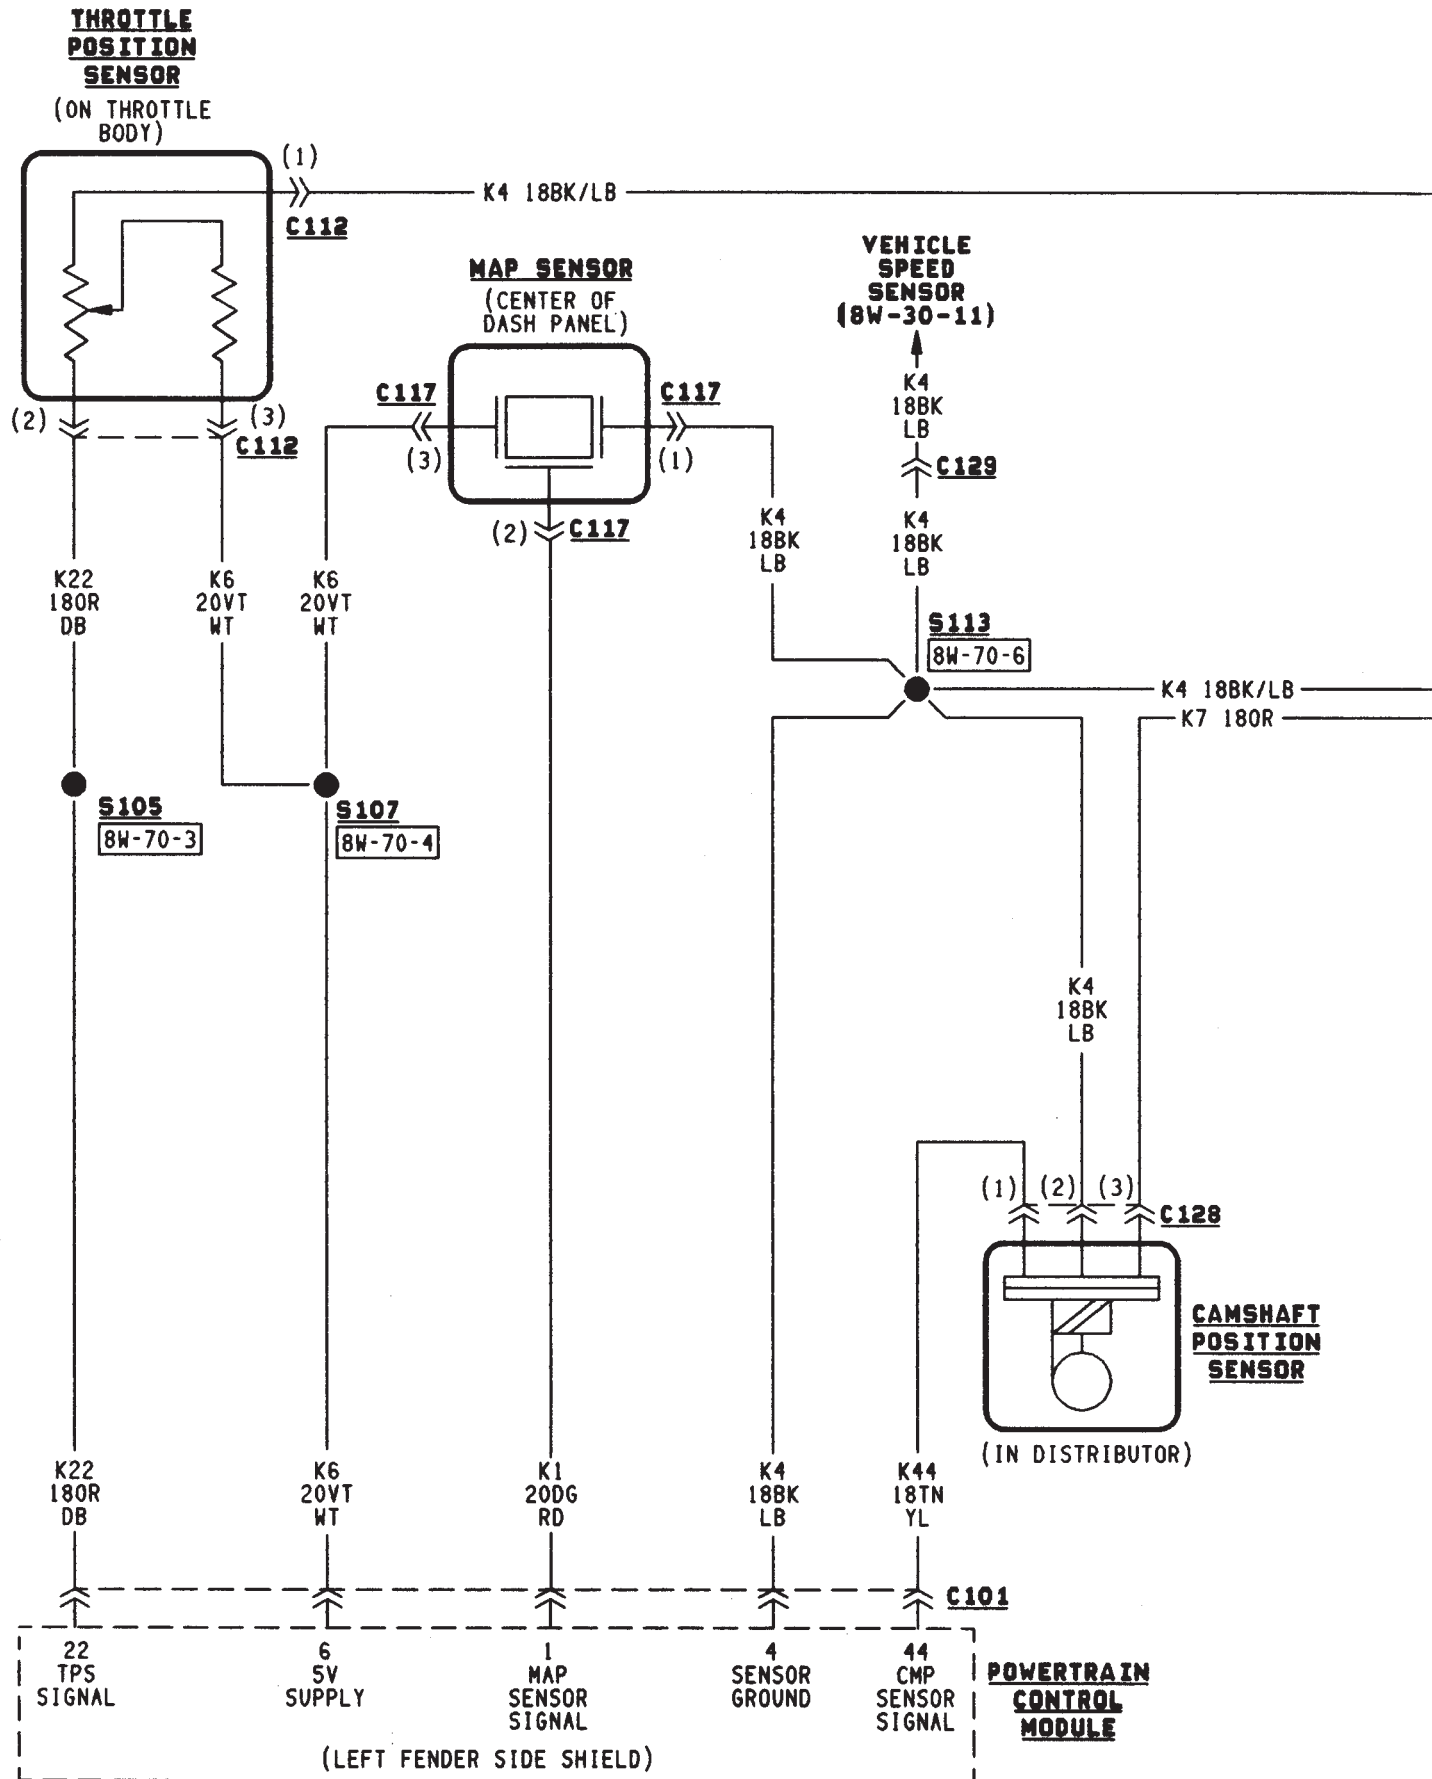 THROTTLE
POSITION
SENSOR
(ON THROTTLE
BODY)
(1)
C112
K4 18BK/LB
(2)
(3)
C112
MAP SENSOR
(CENTER OF
DASH PANEL)
C117
(3)
C117
(1)
(2)
C117
VEHICLE
SPEED
SENSOR
(8W-30-11)
K4
18BK
LB
C129
K4
18BK
LB
K4
18BK
LB
K22
18OR
DB
K6
20VT
WT
K6
20VT
WT
S113
8W-70-6
K4 18BK/LB
K7 18OR
S105
8W-70-3
S107
8W-70-4
K4
18BK
LB
(1)
(2)
(3)
C128
CAMSHAFT
POSITION
SENSOR
(IN DISTRIBUTOR)
K22
18OR
DB
K6
20VT
WT
K1
20DG
RD
K4
18BK
LB
K44
18TN
YL
C101
22
TPS
SIGNAL
6
5V
SUPPLY
1
MAP
SENSOR
SIGNAL
4
SENSOR
GROUND
44
CMP
SENSOR
SIGNAL
POWERTRAIN
CONTROL
MODULE
(LEFT FENDER SIDE SHIELD)